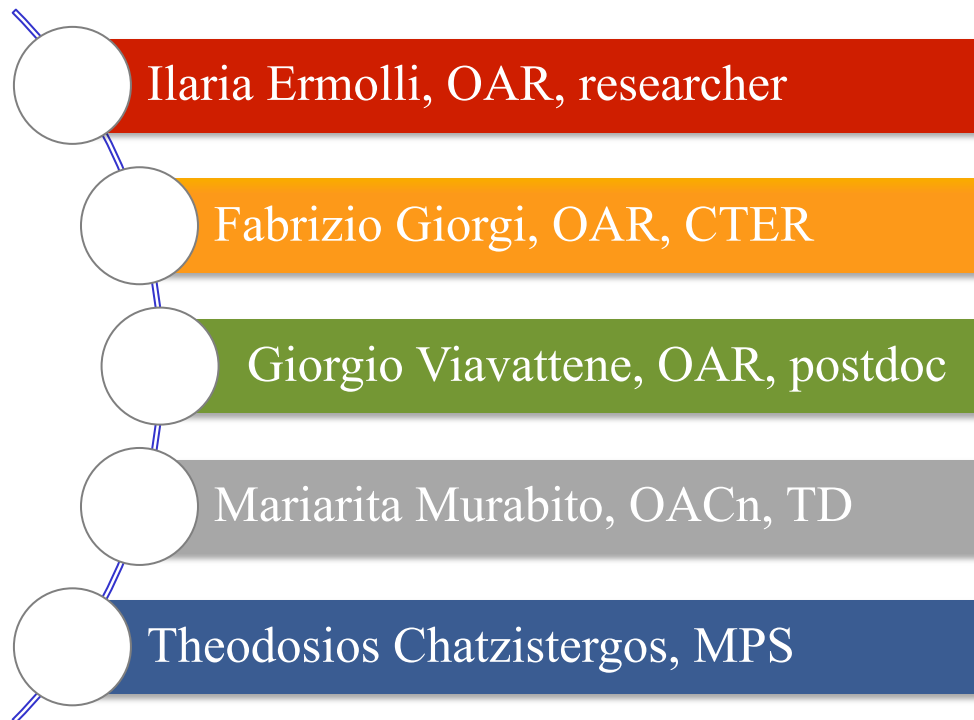 Ilaria Ermolli, OAR, researcher
Fabrizio Giorgi, OAR, CTER
Giorgio Viavattene, OAR, postdoc
Mariarita Murabito, OACn, TD
Theodosios Chatzistergos, MPS